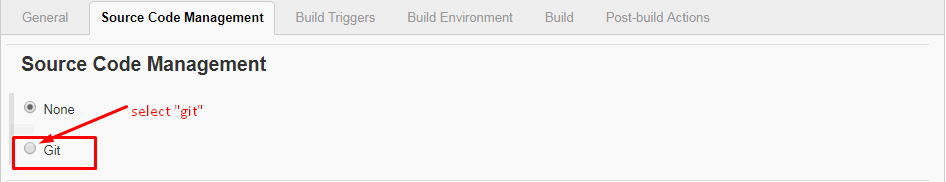 General Source Code Management Build Triggers Build Environment Build Post-build Actions
Source Code Management
None
select "git"
Git